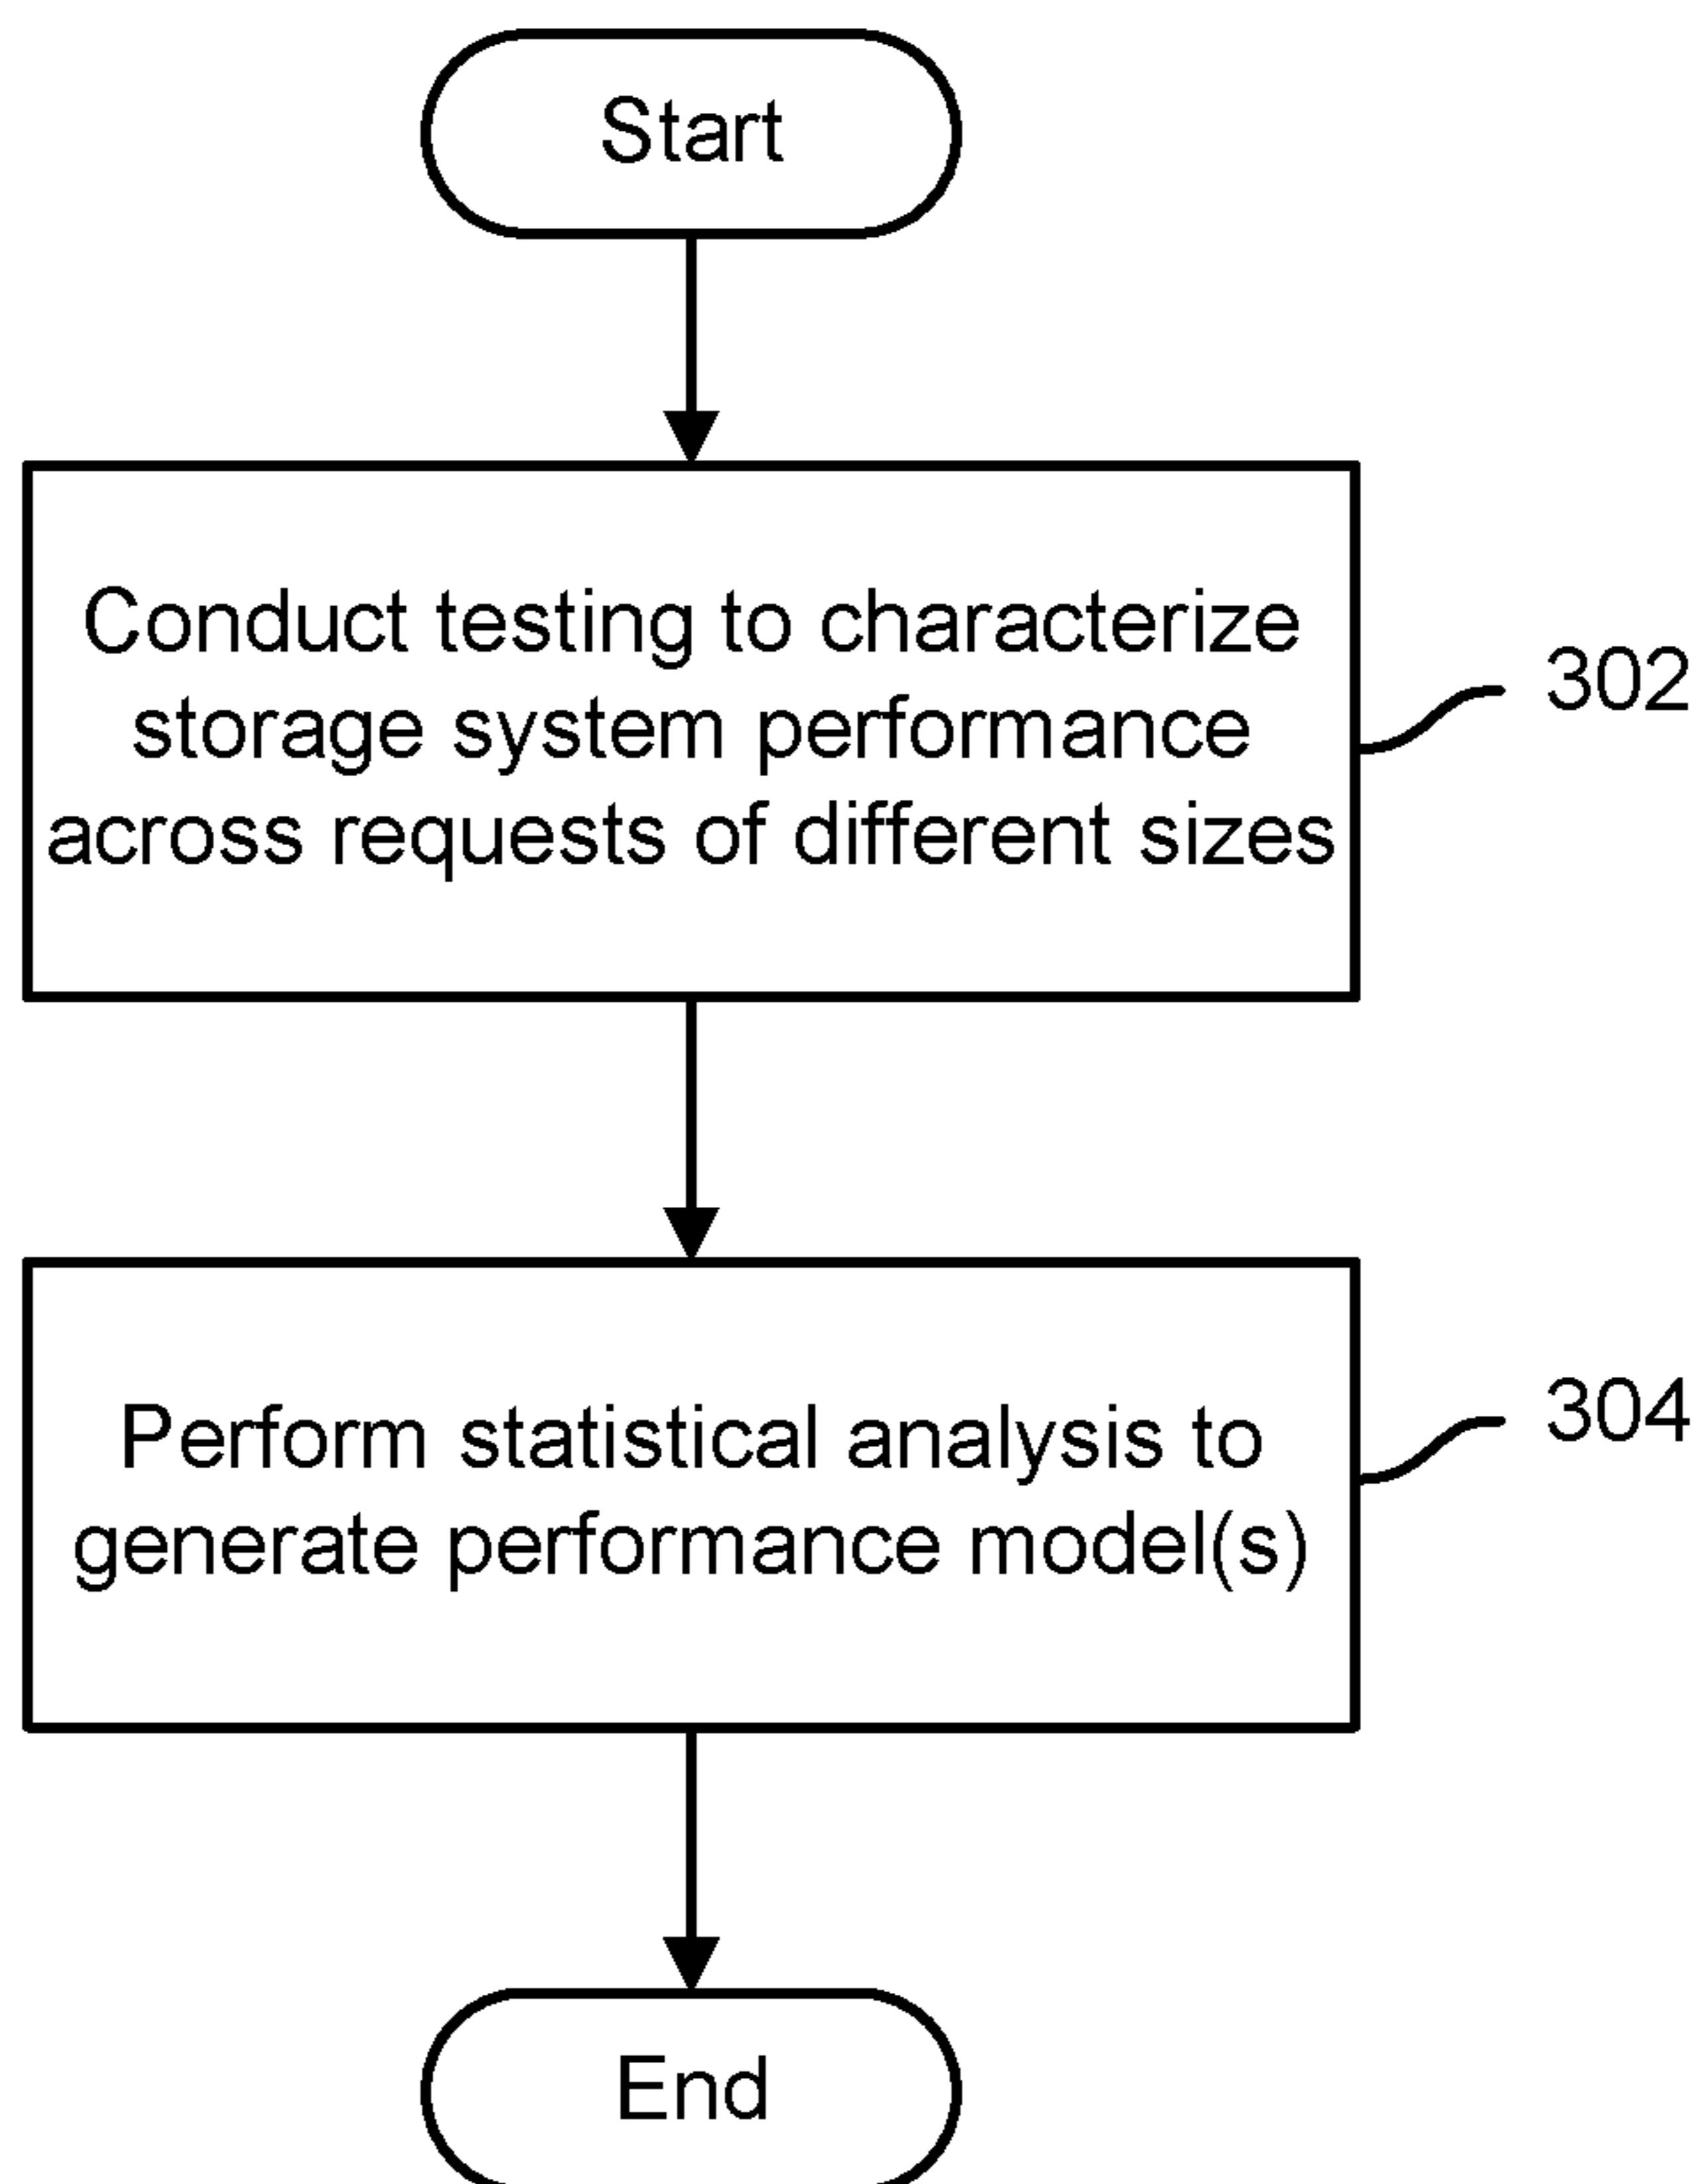 Start
Conduct testing to characterize
storage system performance
across requests of different sizes
302
Perform statistical analysis to
generate performance model(s)
304
End